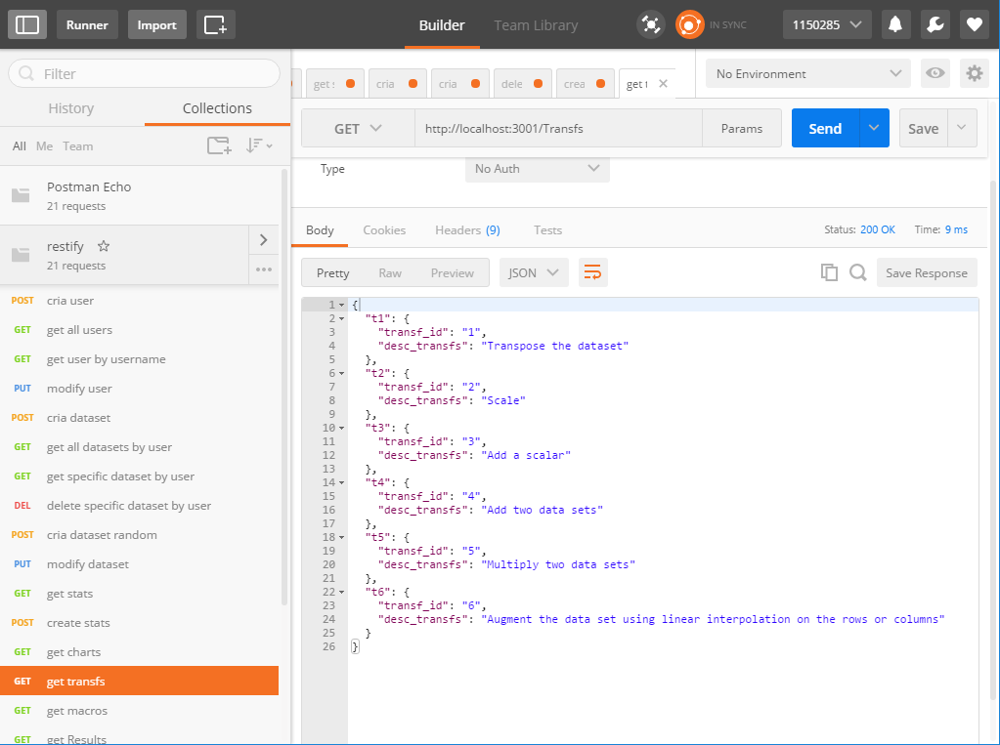 Runner
Import
Builder
Team Library
IN SYNC
1150285
Filter
History
Collections
All Me Team
Postman Echo
21 requests
restify
21 requests
POST cria user
GET get all users
GET get user by username
PUT modify user
POST cria dataset
GET get all datasets by user
GET get specific dataset by user
DEL delete specific dataset by user
POST cria dataset random
PUT modify dataset
GET get stats
POST create stats
GET get charts
GET get transfs
GET get macros
GET get Results
get
cria
cria
dele
crea
get t
No Environment
GET
http://localhost:3001/Transfs
Params
Send
Save
Type
No Auth
Body
Cookies
Headers (9)
Tests
Status: 200 OK
Time: 9 ms
Pretty
Raw
Preview
JSON
Save Response
1 {
2 "t1": {
3 "transf_id": "1",
4 "desc_transfs": "Transpose the dataset"
5 },
6 "t2": {
7 "transf_id": "2",
8 "desc_transfs": "Scale"
9 },
10 "t3": {
11 "transf_id": "3",
12 "desc_transfs": "Add a scalar"
13 },
14 "t4": {
15 "transf_id": "4",
16 "desc_transfs": "Add two data sets"
17 },
18 "t5": {
19 "transf_id": "5",
20 "desc_transfs": "Multiply two data sets"
21 },
22 "t6": {
23 "transf_id": "6",
24 "desc_transfs": "Augment the data set using linear interpolation on the rows or columns"
25 }
26 }